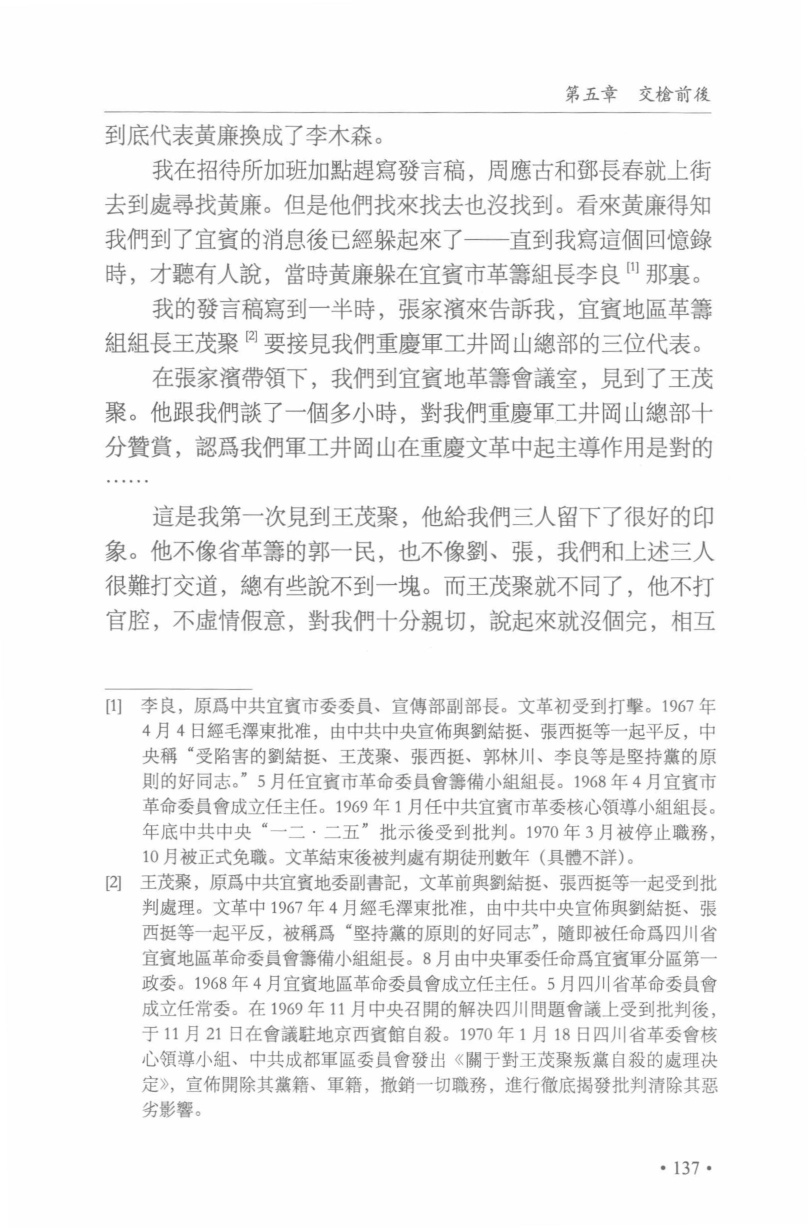 第五章　交槍前後
到底代表黃廉換成了李木森。
我在招待所加班加點趕寫發言稿，周應古和鄧長春就上街
去到處尋找黃廉。但是他們找來找去也沒找到。看來黃廉得知
我們到了宜賓的消息後已經躲起來了——直到我寫這個回憶錄
時，才聽有人說，當時黃廉躲在宜賓市革籌組長李良 [1] 那裏。
我的發言稿寫到一半時，張家濱來告訴我，宜賓地區革籌
組組長王茂聚 [2] 要接見我們重慶軍工井岡山總部的三位代表。
在張家濱帶領下，我們到宜賓地革籌會議室，見到了王茂
聚。他跟我們談了一個多小時，對我們重慶軍工井岡山總部十
分贊賞，認爲我們軍工井岡山在重慶文革中起主導作用是對的
……
這是我第一次見到王茂聚，他給我們三人留下了很好的印
象。他不像省革籌的郭一民，也不像劉、張，我們和上述三人
很難打交道，總有些說不到一塊。而王茂聚就不同了，他不打
官腔，不虛情假意，對我們十分親切，說起來就沒個完，相互
[1] 李良，原爲中共宜賓市委委員、宣傳部副部長。文革初受到打擊。1967 年
4 月 4 日經毛澤東批准，由中共中央宣佈與劉結挺、張西挺等一起平反，中
央稱“受陷害的劉結挺、王茂聚、張西挺、郭林川、李良等是堅持黨的原
則的好同志。”5 月任宜賓市革命委員會籌備小組組長。1968 年 4 月宜賓市
革命委員會成立任主任。1969 年 1 月任中共宜賓市革委核心領導小組組長。
年底中共中央“一二·二五”批示後受到批判。1970 年 3 月被停止職務，
10 月被正式免職。文革結束後被判處有期徒刑數年（具體不詳）。
[2] 王茂聚，原爲中共宜賓地委副書記，文革前與劉結挺、張西挺等一起受到批
判處理。文革中 1967 年 4 月經毛澤東批准，由中共中央宣佈與劉結挺、張
西挺等一起平反，被稱爲“堅持黨的原則的好同志”，隨即被任命爲四川省
宜賓地區革命委員會籌備小組組長。8 月由中央軍委任命爲宜賓軍分區第一
政委。1968 年 4 月宜賓地區革命委員會成立任主任。5 月四川省革命委員會
成立任常委。在 1969 年 11 月中央召開的解決四川問題會議上受到批判後，
于 11 月 21 日在會議駐地京西賓館自殺。1970 年 1 月 18 日四川省革委會核
心領導小組、中共成都軍區委員會發出《關于對王茂聚叛黨自殺的處理決
定》，宣佈開除其黨籍、軍籍，撤銷一切職務，進行徹底揭發批判清除其惡
劣影響。
· 137 ·